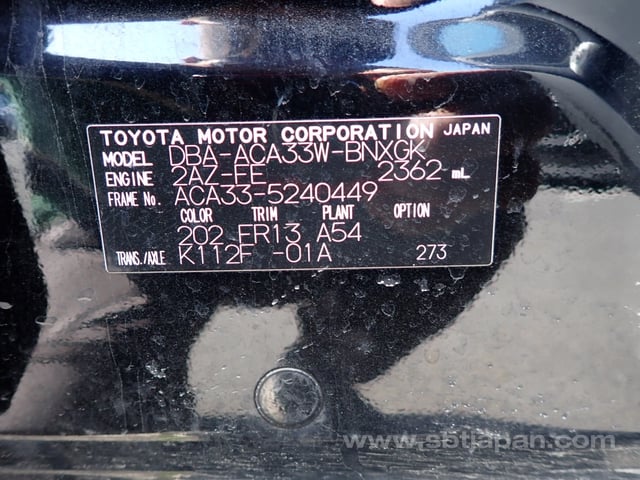 TOYOTA MOTOR CORPORATION JAPAN
MODEL DBA-ACA33W-BNXGK
ENGINE 2AZ-FE 2362 mL
FRAME No. ACA33-5240449
COLOR TRIM PLANT OPTION
202 FR13 A54
TRANS./AXLE K112F -01A 273
www.sbtjapan.com